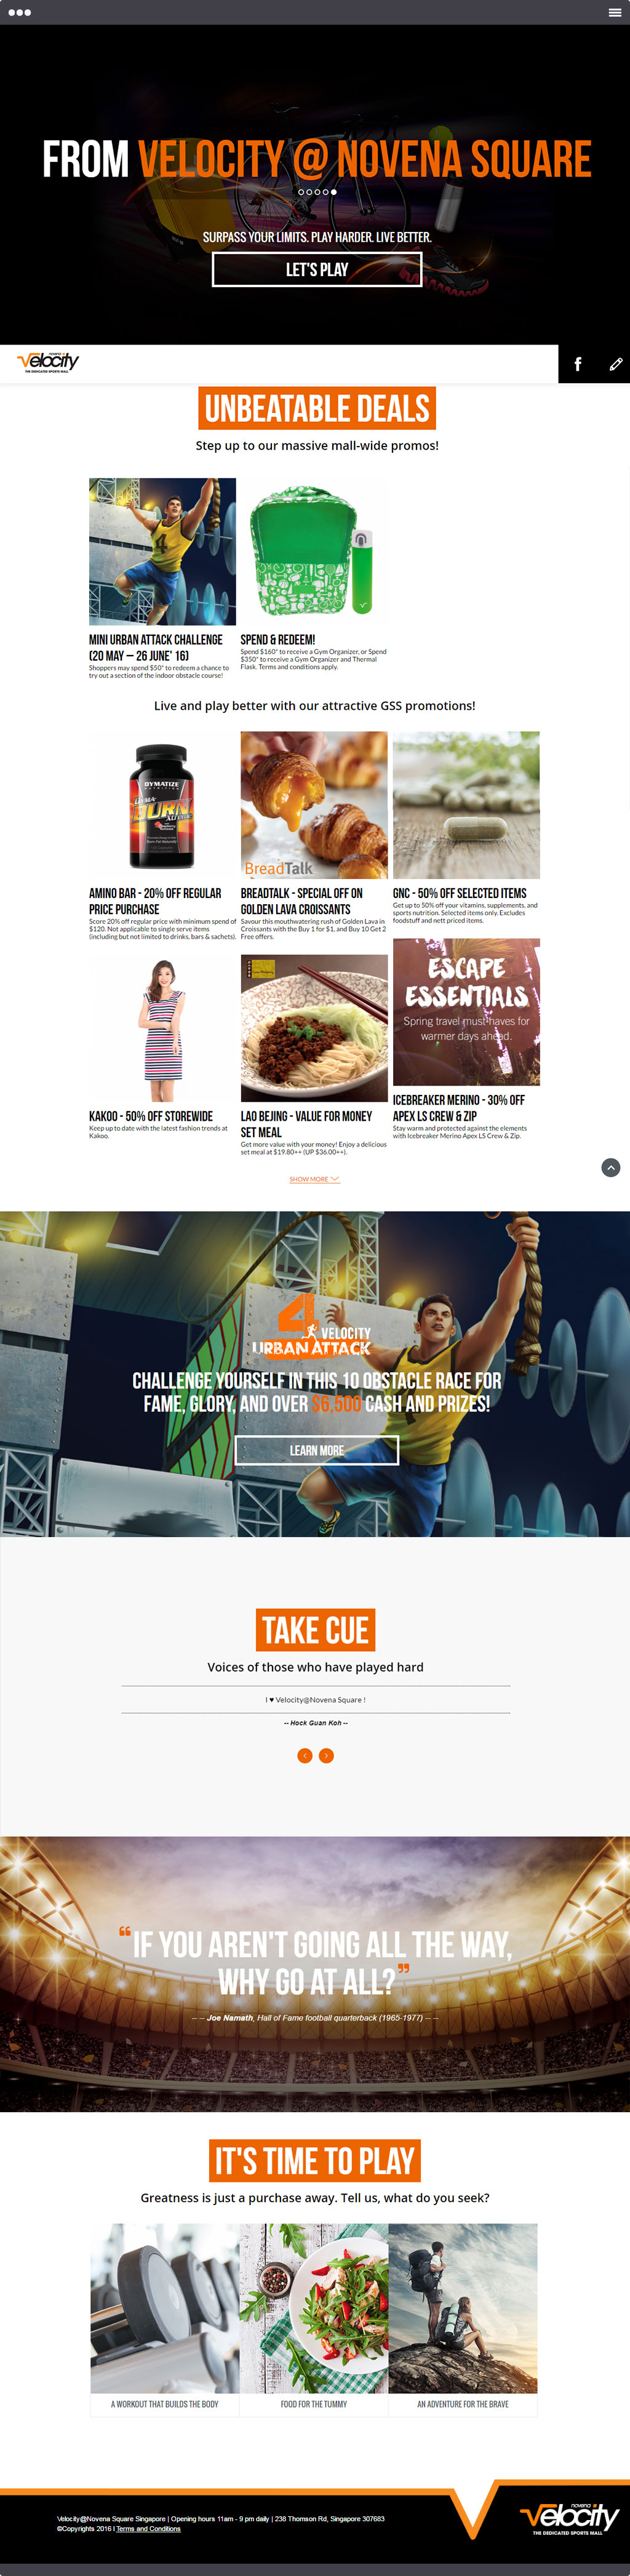 FROM VELOCITY @ NOVENA SQUARE
SURPASS YOUR LIMITS. PLAY HARDER. LIVE BETTER.
LET'S PLAY
novena
Velocity
THE DEDICATED SPORTS MALL
UNBEATABLE DEALS
Step up to our massive mall-wide promos!
4
MINI URBAN ATTACK CHALLENGE
(20 MAY – 26 JUNE' 16)
Shoppers may spend $50* to redeem a chance to
try out a section of the indoor obstacle course!
SPEND & REDEEM!
Spend $160* to receive a Gym Organizer, or Spend
$350* to receive a Gym Organizer and Thermal
Flask. Terms and conditions apply.
Live and play better with our attractive GSS promotions!
DYMATIZE
NUTRITION
DYMA-
BURN
XTREME
BreadTalk
AMINO BAR - 20% OFF REGULAR
PRICE PURCHASE
Score 20% off regular price with minimum spend of
$120. Not applicable to single serve items
(including but not limited to drinks, bars & sachets).
BREADTALK - SPECIAL OFF ON
GOLDEN LAVA CROISSANTS
Savour this mouthwatering rush of Golden Lava in
Croissants with the Buy 1 for $1, and Buy 10 Get 2
Free offers.
GNC - 50% OFF SELECTED ITEMS
Get up to 50% off your vitamins, supplements, and
sports nutrition. Selected items only. Excludes
foodstuff and nett priced items.
ESCAPE
ESSENTIALS
Spring travel must-haves for
warmer days ahead.
KAKOO - 50% OFF STOREWIDE
Keep up to date with the latest fashion trends at
Kakoo.
LAO BEJING - VALUE FOR MONEY
SET MEAL
Get more value with your money! Enjoy a delicious
set meal at $19.80++ (UP $36.00++).
ICEBREAKER MERINO - 30% OFF
APEX LS CREW & ZIP
Stay warm and protected against the elements
with Icebreaker Merino Apex LS Crew & Zip.
SHOW MORE
4
VELOCITY
URBAN ATTACK
CHALLENGE YOURSELF IN THIS 10 OBSTACLE RACE FOR
FAME, GLORY, AND OVER $6,500 CASH AND PRIZES!
LEARN MORE
TAKE CUE
Voices of those who have played hard
I ♥ Velocity@Novena Square !
-- Hock Guan Koh --
“IF YOU AREN'T GOING ALL THE WAY,
WHY GO AT ALL?”
-- -- Joe Namath, Hall of Fame football quarterback (1965-1977) -- --
IT'S TIME TO PLAY
Greatness is just a purchase away. Tell us, what do you seek?
A WORKOUT THAT BUILDS THE BODY
FOOD FOR THE TUMMY
AN ADVENTURE FOR THE BRAVE
Velocity@Novena Square Singapore | Opening hours 11am - 9 pm daily | 238 Thomson Rd, Singapore 307683
©Copyrights 2016 I Terms and Conditions
novena
Velocity
THE DEDICATED SPORTS MALL